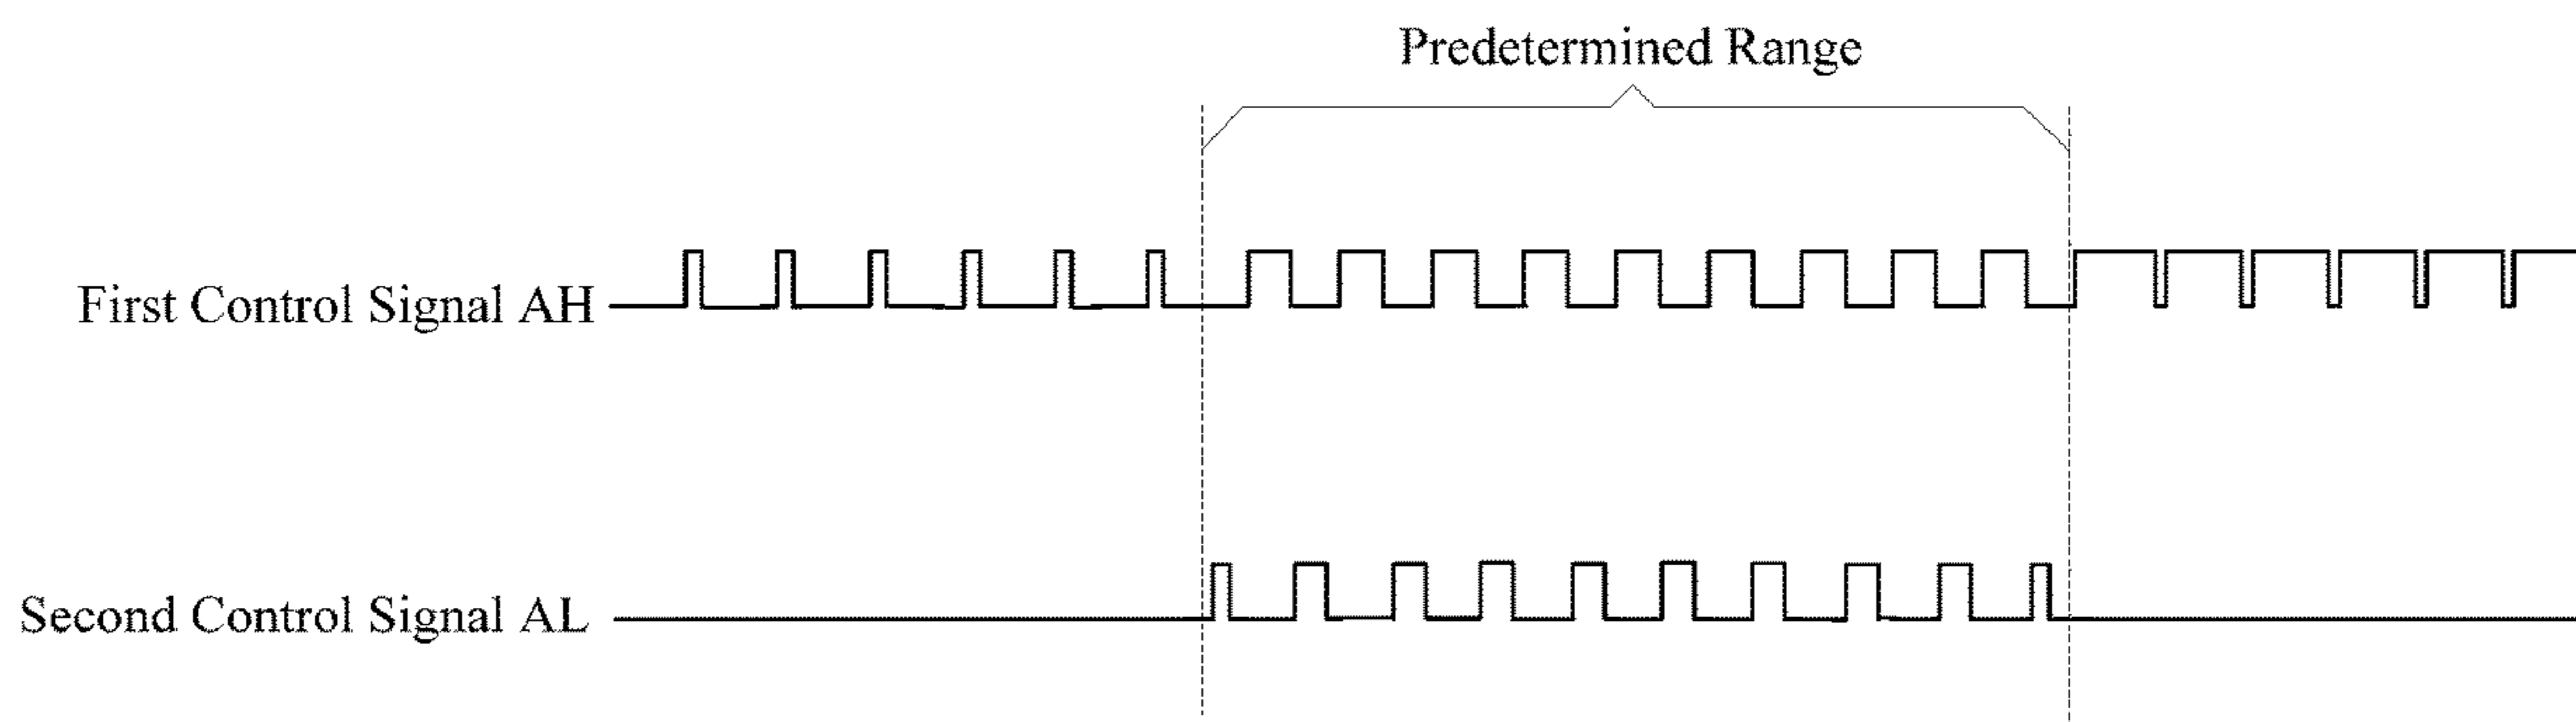 Predetermined Range
First Control Signal AH
Second Control Signal AL